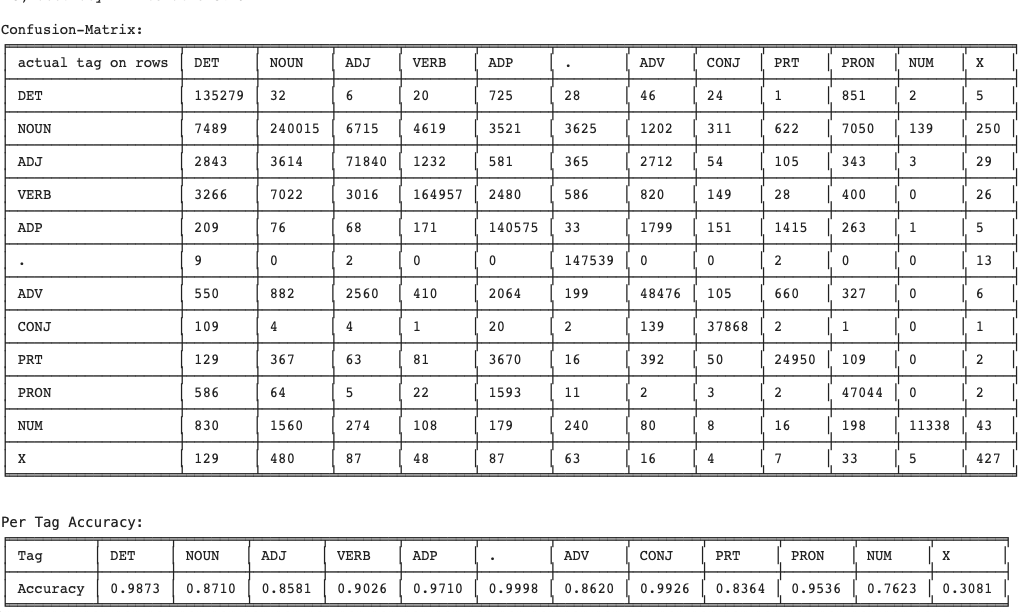 Confusion-Matrix:
actual tag on rows DET NOUN ADJ VERB ADP . ADV CONJ PRT PRON NUM X
DET 135279 32 6 20 725 28 46 24 1 851 2 5
NOUN 7489 240015 6715 4619 3521 3625 1202 311 622 7050 139 250
ADJ 2843 3614 71840 1232 581 365 2712 54 105 343 3 29
VERB 3266 7022 3016 164957 2480 586 820 149 28 400 0 26
ADP 209 76 68 171 140575 33 1799 151 1415 263 1 5
. 9 0 2 0 0 147539 0 0 2 0 0 13
ADV 550 882 2560 410 2064 199 48476 105 660 327 0 6
CONJ 109 4 4 1 20 2 139 37868 2 1 0 1
PRT 129 367 63 81 3670 16 392 50 24950 109 0 2
PRON 586 64 5 22 1593 11 2 3 2 47044 0 2
NUM 830 1560 274 108 179 240 80 8 16 198 11338 43
X 129 480 87 48 87 63 16 4 7 33 5 427
Per Tag Accuracy:
Tag DET NOUN ADJ VERB ADP . ADV CONJ PRT PRON NUM X
Accuracy 0.9873 0.8710 0.8581 0.9026 0.9710 0.9998 0.8620 0.9926 0.8364 0.9536 0.7623 0.3081